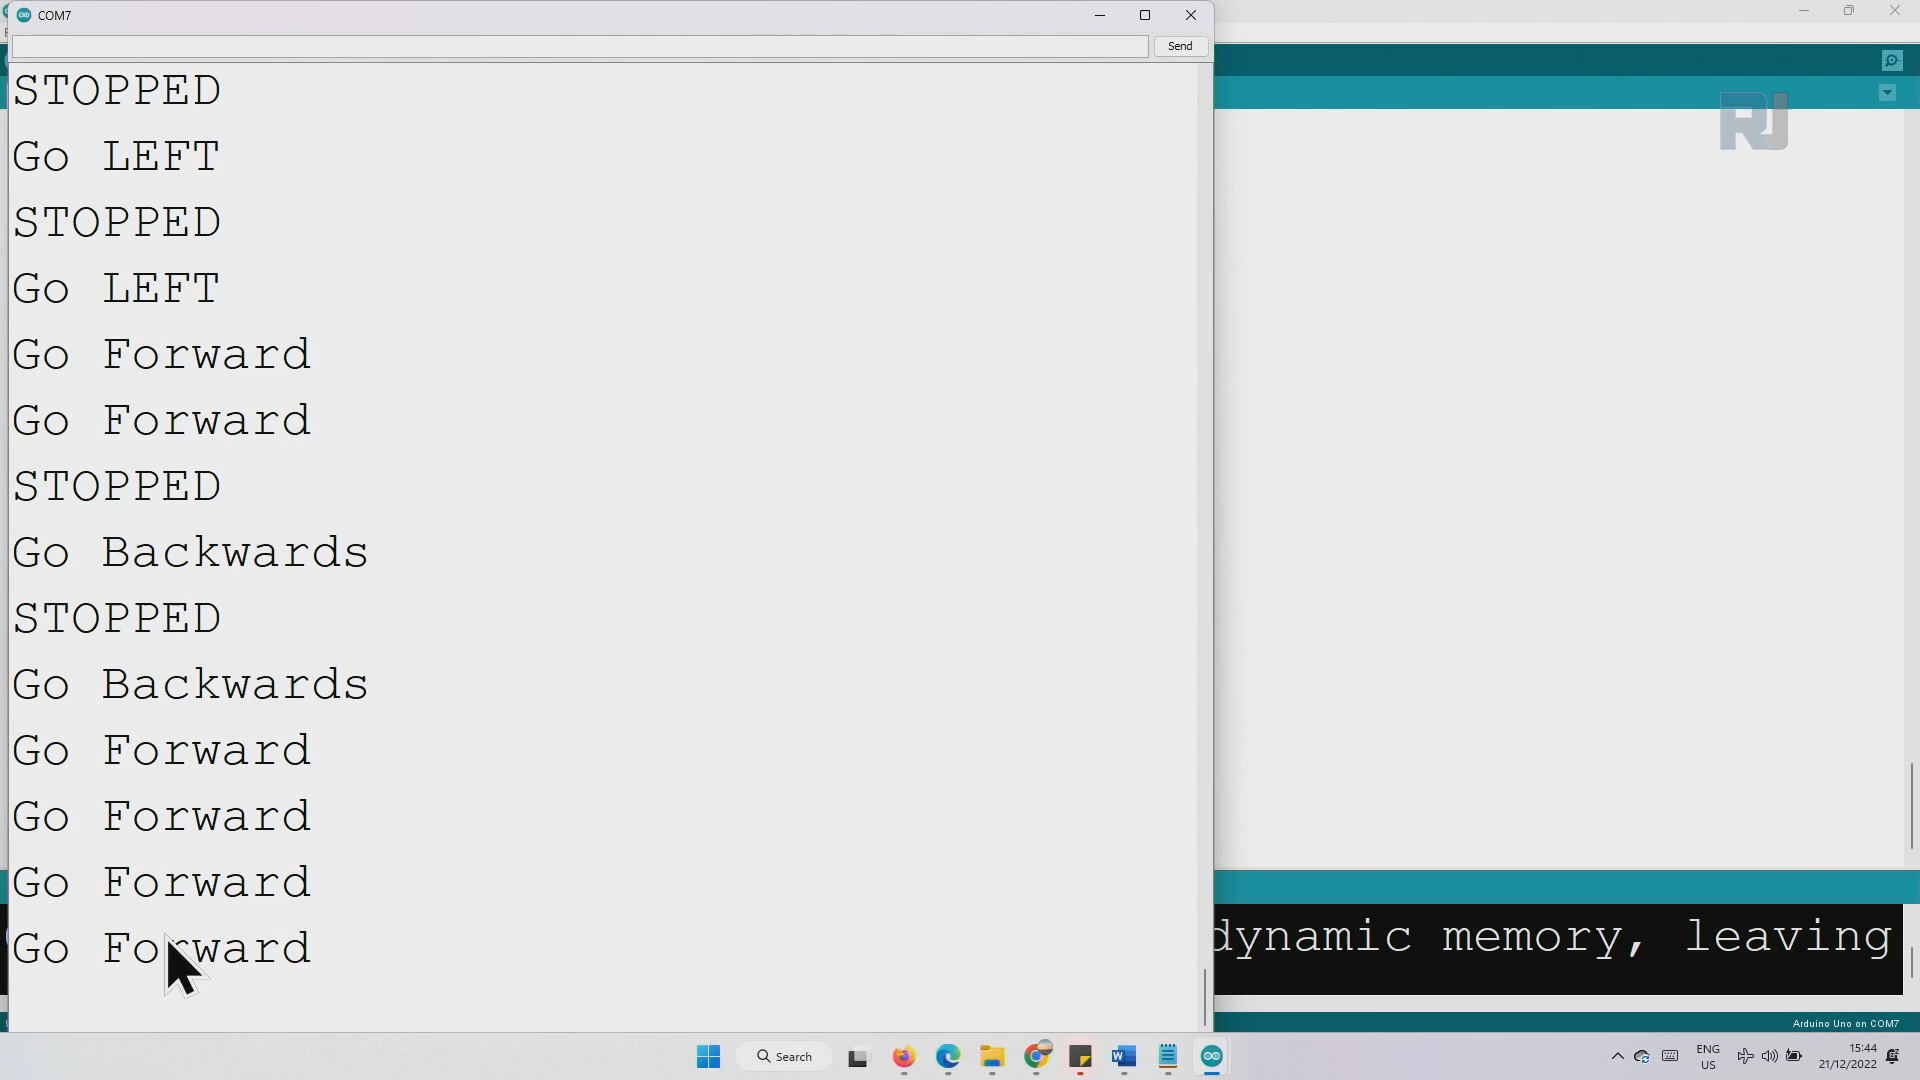 COM7
Send
STOPPED
Go LEFT
STOPPED
Go LEFT
Go Forward
Go Forward
STOPPED
Go Backwards
STOPPED
Go Backwards
Go Forward
Go Forward
Go Forward
Go Forward
RJ
dynamic memory, leaving
Arduino Uno on COM7
Search
ENG
US
15:44
21/12/2022